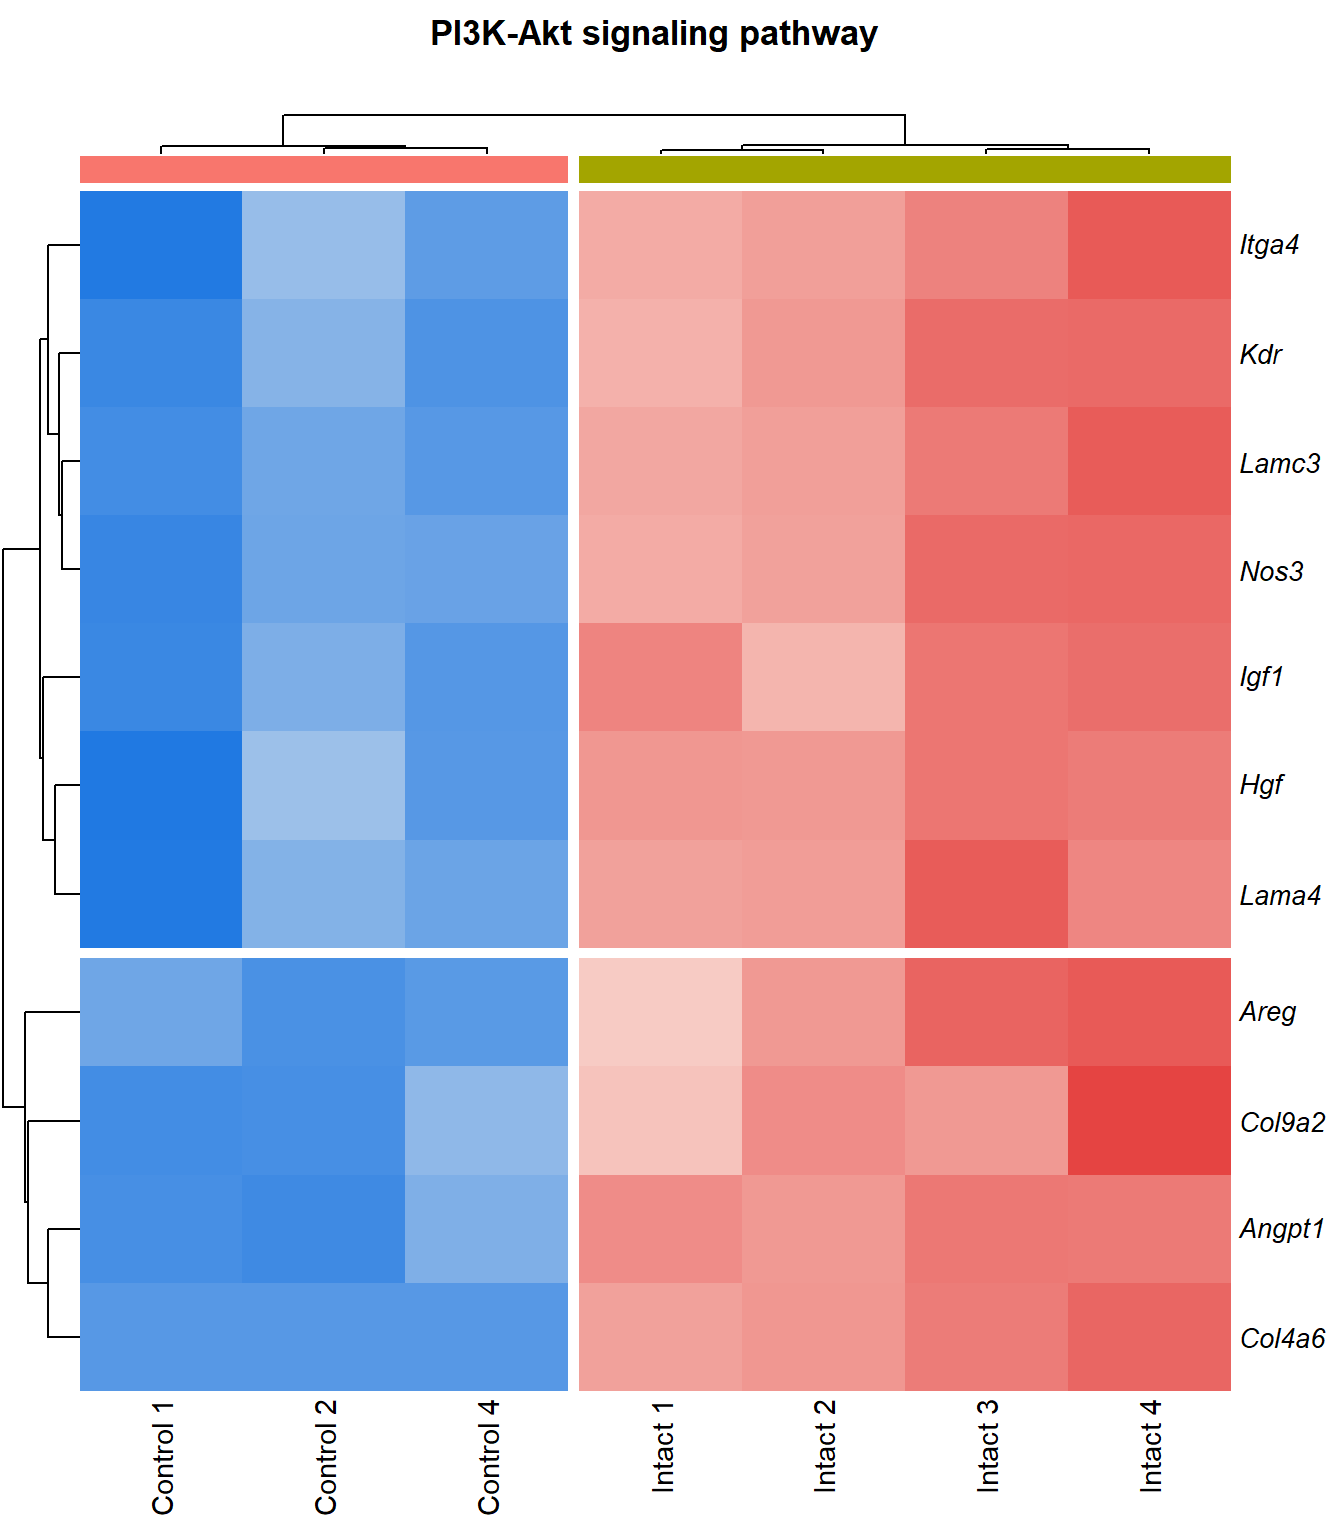 PI3K-Akt signaling pathway
Itga4
Kdr
Lamc3
Nos3
Igf1
Hgf
Lama4
Areg
Col9a2
Angpt1
Col4a6
Control 1
Control 2
Control 4
Intact 1
Intact 2
Intact 3
Intact 4